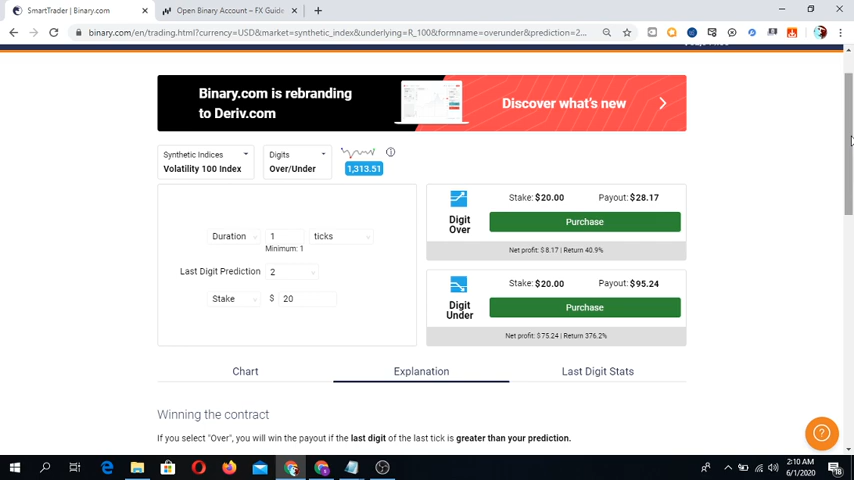 SmartTrader | Binary.com
Open Binary Account – FX Guide
binary.com/en/trading.html?currency=USD&market=synthetic_index&underlying=R_100&formname=overunder&prediction=2...
Binary.com is rebranding
to Deriv.com
Discover what's new
Synthetic Indices
Volatility 100 Index
Digits
Over/Under
1,313.51
Duration
1
ticks
Minimum: 1
Last Digit Prediction
2
Stake
$
20
Digit
Over
Stake: $20.00
Payout: $28.17
Purchase
Net profit: $ 8.17 | Return 40.9%
Digit
Under
Stake: $20.00
Payout: $95.24
Purchase
Net profit: $ 75.24 | Return 376.2%
Chart
Explanation
Last Digit Stats
Winning the contract
If you select "Over", you will win the payout if the last digit of the last tick is greater than your prediction.
2:10 AM
6/1/2020
18